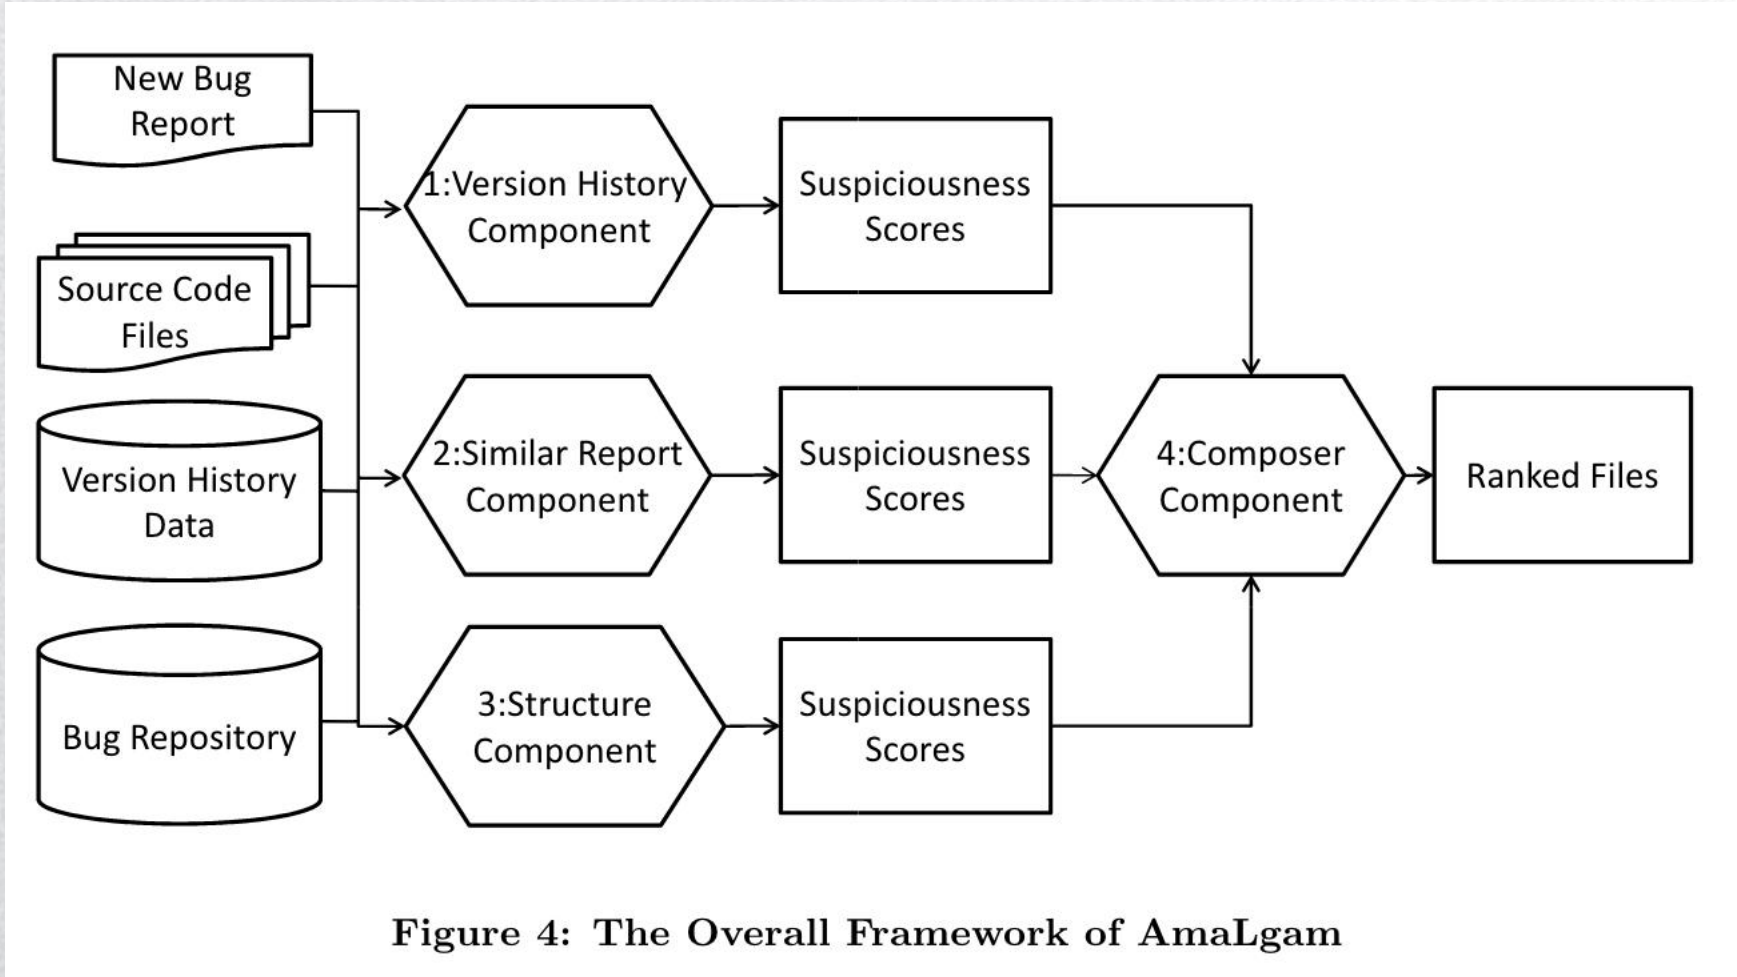 New Bug
Report
Source Code
Files
Version History
Data
Bug Repository
1:Version History
Component
2:Similar Report
Component
3:Structure
Component
Suspiciousness
Scores
Suspiciousness
Scores
Suspiciousness
Scores
4:Composer
Component
Ranked Files
Figure 4: The Overall Framework of AmaLgam